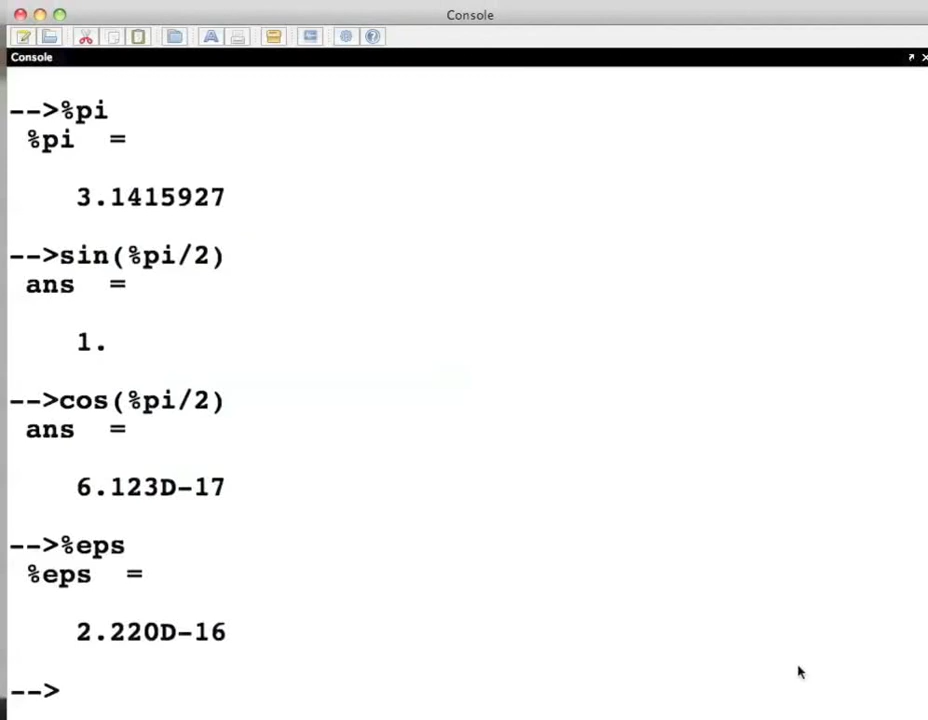 Console
Console
-->%pi
%pi =
3.1415927
-->sin(%pi/2)
ans =
1.
-->cos(%pi/2)
ans =
6.123D-17
-->%eps
%eps =
2.220D-16
-->